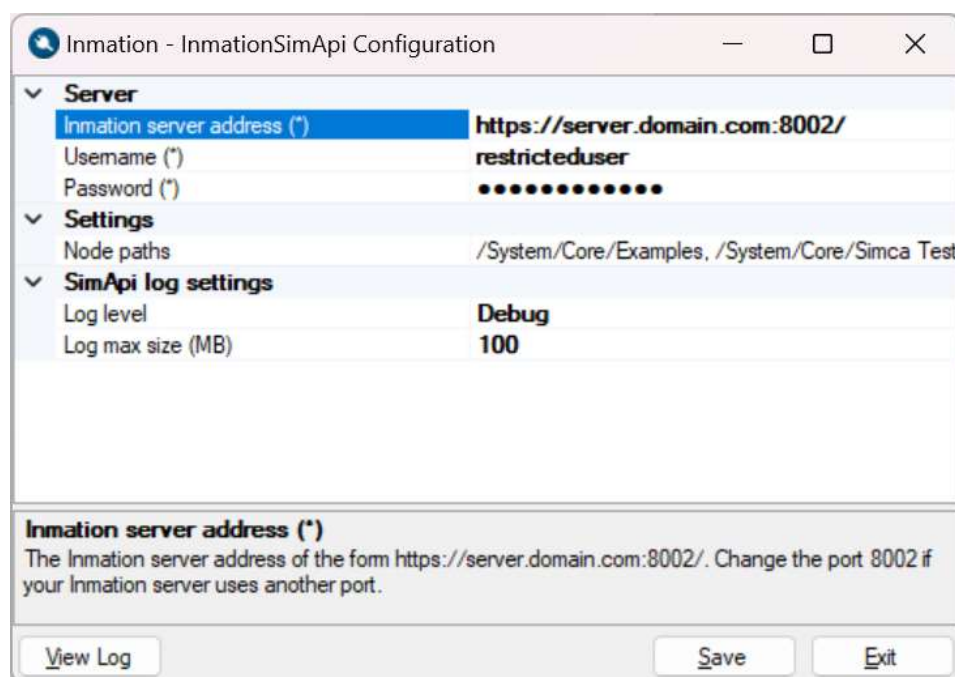 Inmation - InmationSimApi Configuration
Server
Inmation server address (*) https://server.domain.com:8002/
Username (*) restricteduser
Password (*) ●●●●●●●●●●●●
Settings
Node paths /System/Core/Examples, /System/Core/Simca Test
SimApi log settings
Log level Debug
Log max size (MB) 100
Inmation server address (*)
The Inmation server address of the form https://server.domain.com:8002/. Change the port 8002 if
your Inmation server uses another port.
View Log Save Exit